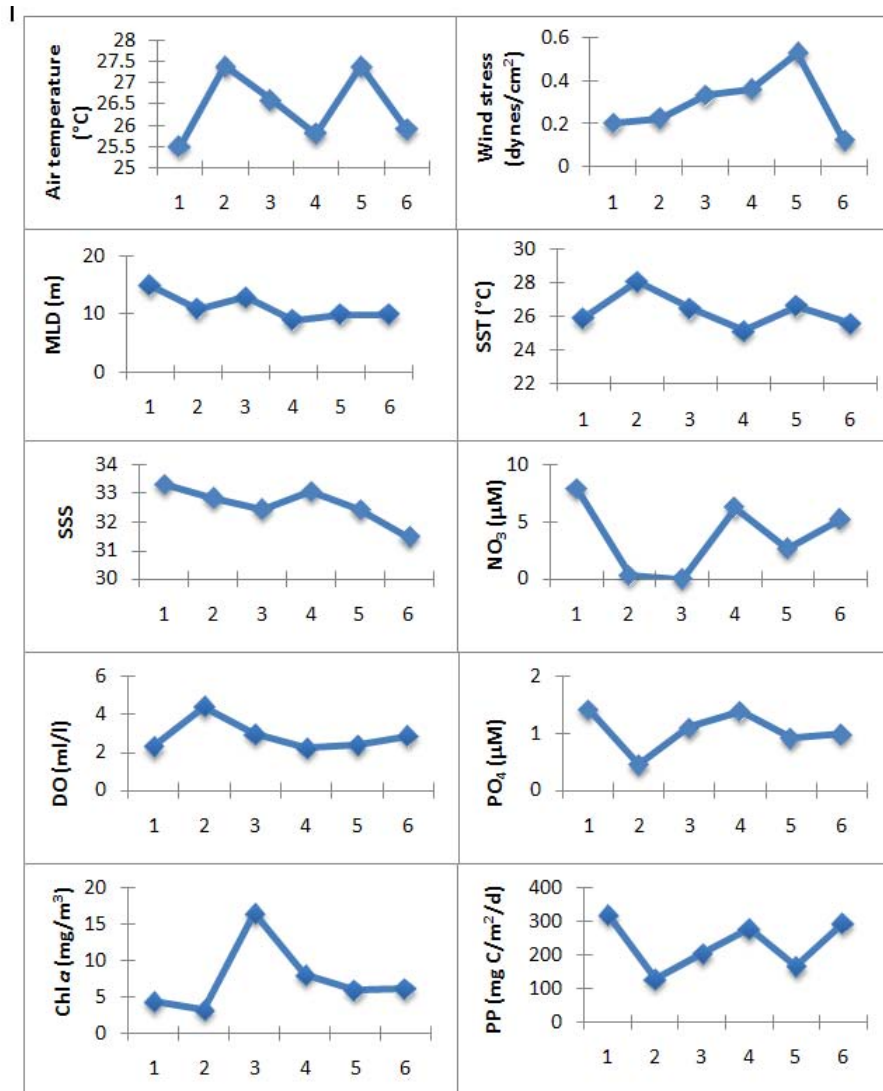 I
Air temperature
(°C)
28
27.5
27
26.5
26
25.5
25
1 2 3 4 5 6
Wind stress
(dynes/cm²)
0.6
0.4
0.2
0
1 2 3 4 5 6
MLD (m)
20
10
0
1 2 3 4 5 6
SST (°C)
30
28
26
24
22
1 2 3 4 5 6
SSS
34
33
32
31
30
1 2 3 4 5 6
NO₃ (μM)
10
5
0
1 2 3 4 5 6
DO (ml/l)
6
4
2
0
1 2 3 4 5 6
PO₄ (μM)
2
1
0
1 2 3 4 5 6
Chl a (mg/m³)
20
15
10
5
0
1 2 3 4 5 6
PP (mg C/m²/d)
400
300
200
100
0
1 2 3 4 5 6